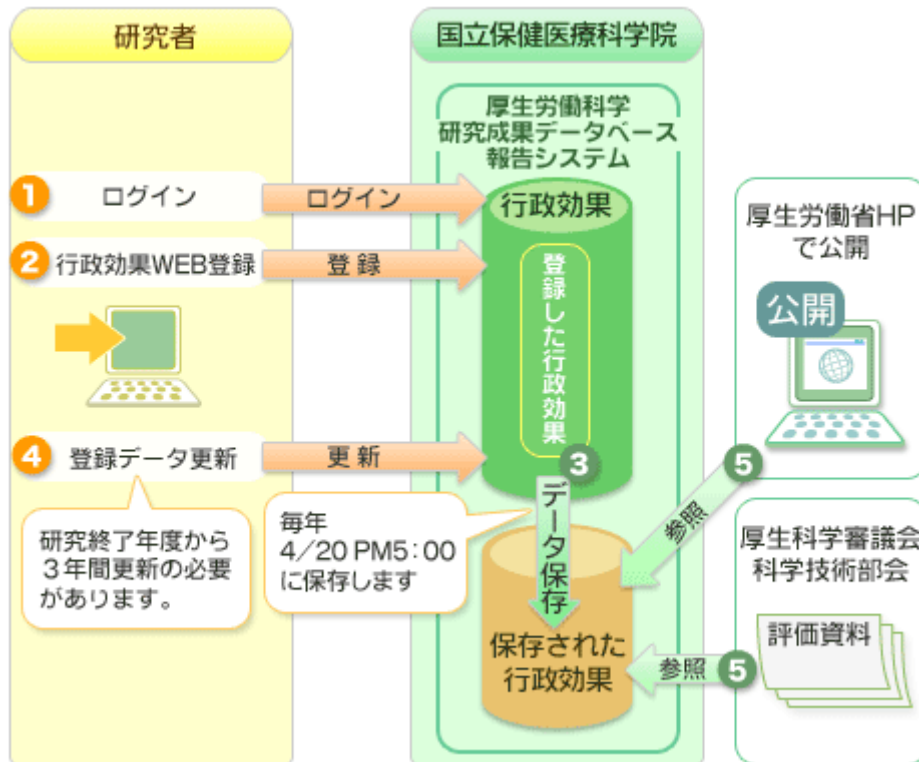 研究者
国立保健医療科学院
厚生労働科学
研究成果データベース
報告システム
1
ログイン
ログイン
行政効果
2
行政効果WEB登録
登録
登録した行政効果
4
登録データ更新
更新
3
データ保存
研究終了年度から
3年間更新の必要
があります。
毎年
4/20 PM5:00
に保存します
保存された
行政効果
厚生労働省HP
で公開
公開
5
参照
厚生科学審議会
科学技術部会
評価資料
参照
5